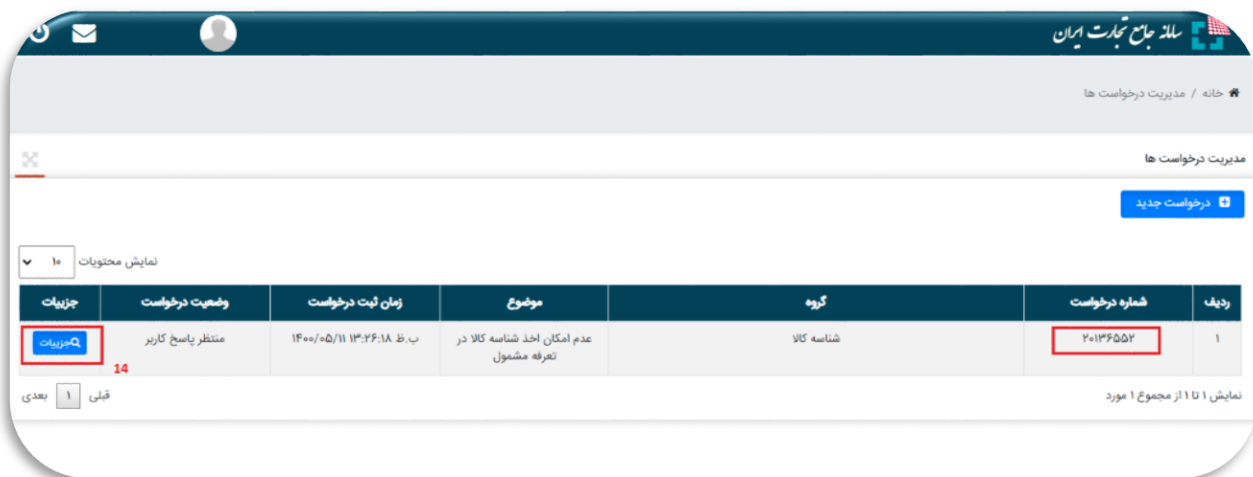 سامانه جامع تجارت ایران
خانه / مدیریت درخواست ها
مدیریت درخواست ها
درخواست جدید
نمایش محتویات ۱۰
ردیف شماره درخواست گروه موضوع زمان ثبت درخواست وضعیت درخواست جزییات
۱ ۲۰۱۳۶۵۵۲ شناسه کالا عدم امکان اخذ شناسه کالا در ۱۴۰۰/۰۵/۱۱ ۱۳:۲۶:۱۸ ب.ظ منتظر پاسخ کاربر جزییات
تعرفه مشمول
14
نمایش ۱ تا ۱ از مجموع ۱ مورد
قبلی ۱ بعدی